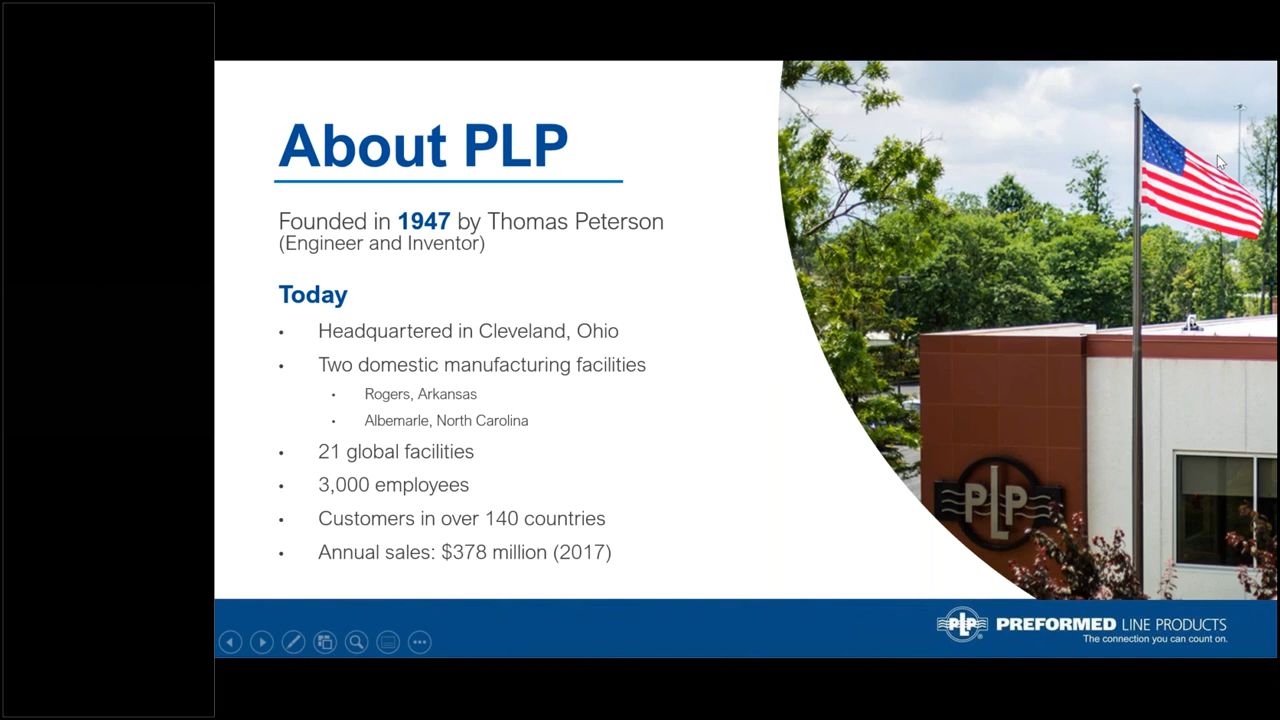 About PLP
Founded in 1947 by Thomas Peterson
(Engineer and Inventor)
Today
• Headquartered in Cleveland, Ohio
• Two domestic manufacturing facilities
• Rogers, Arkansas
• Albemarle, North Carolina
• 21 global facilities
• 3,000 employees
• Customers in over 140 countries
• Annual sales: $378 million (2017)
PLP
PLP®
PREFORMED LINE PRODUCTS
The connection you can count on.